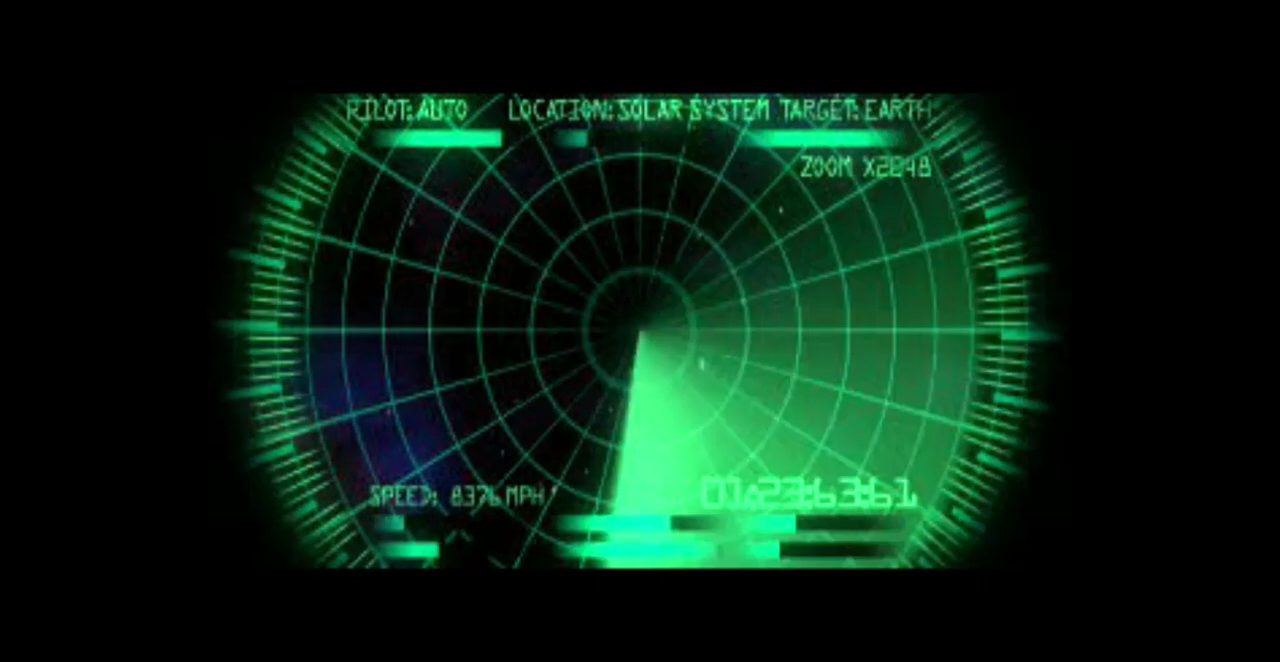 PILOT: AUTO LOCATION: SOLAR SYSTEM TARGET: EARTH
ZOOM X2048
SPEED: 8376 MPH
01:23:63:61